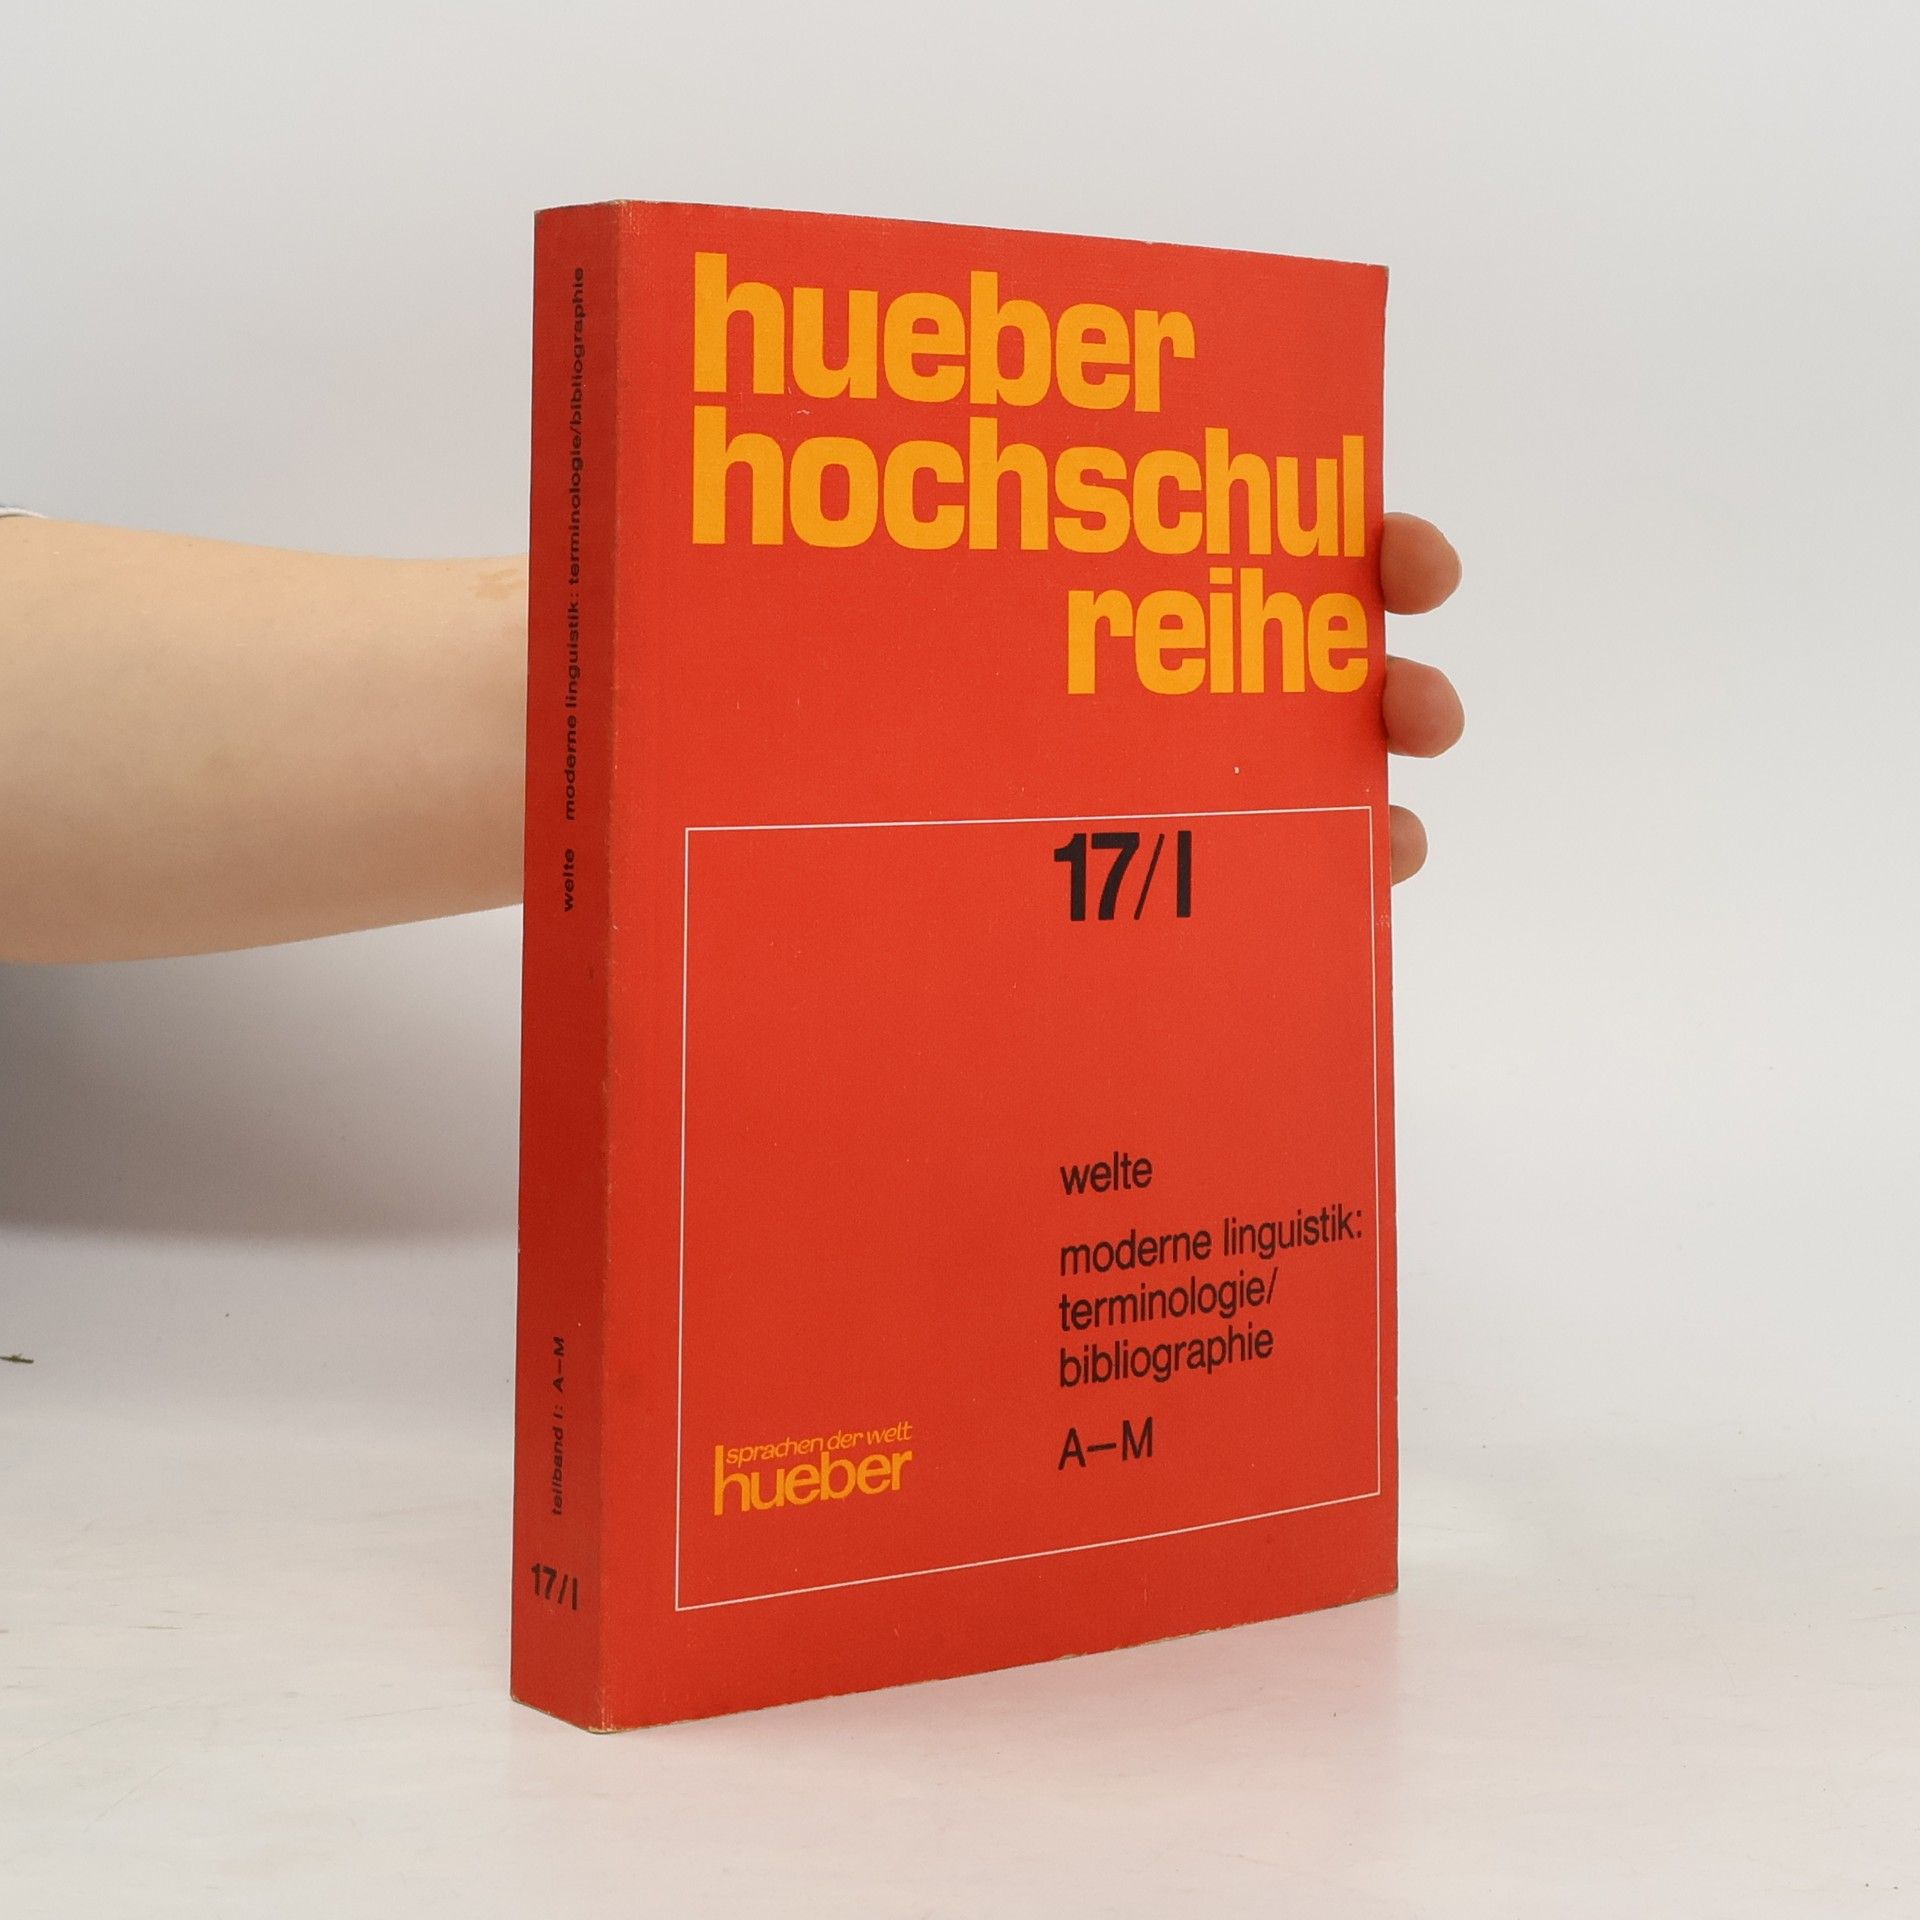 hueber
hochschul
reihe
17/I
welte
moderne linguistik:
terminologie/
bibliographie
A–M
sprachen der welt
hueber
welte moderne linguistik: terminologie/bibliographie
teilband I: A–M
17/I